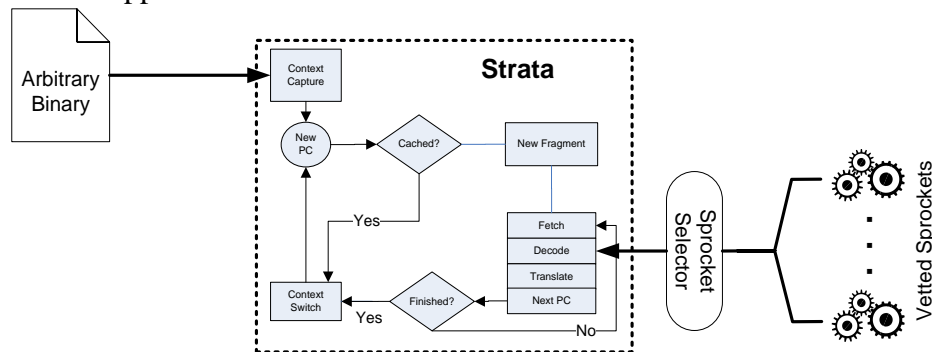 Arbitrary
Binary
Strata
Context
Capture
New
PC
Cached?
New Fragment
Yes
Fetch
Decode
Translate
Next PC
Context
Switch
Finished?
Yes
No
Sprocket
Selector
Vetted Sprockets